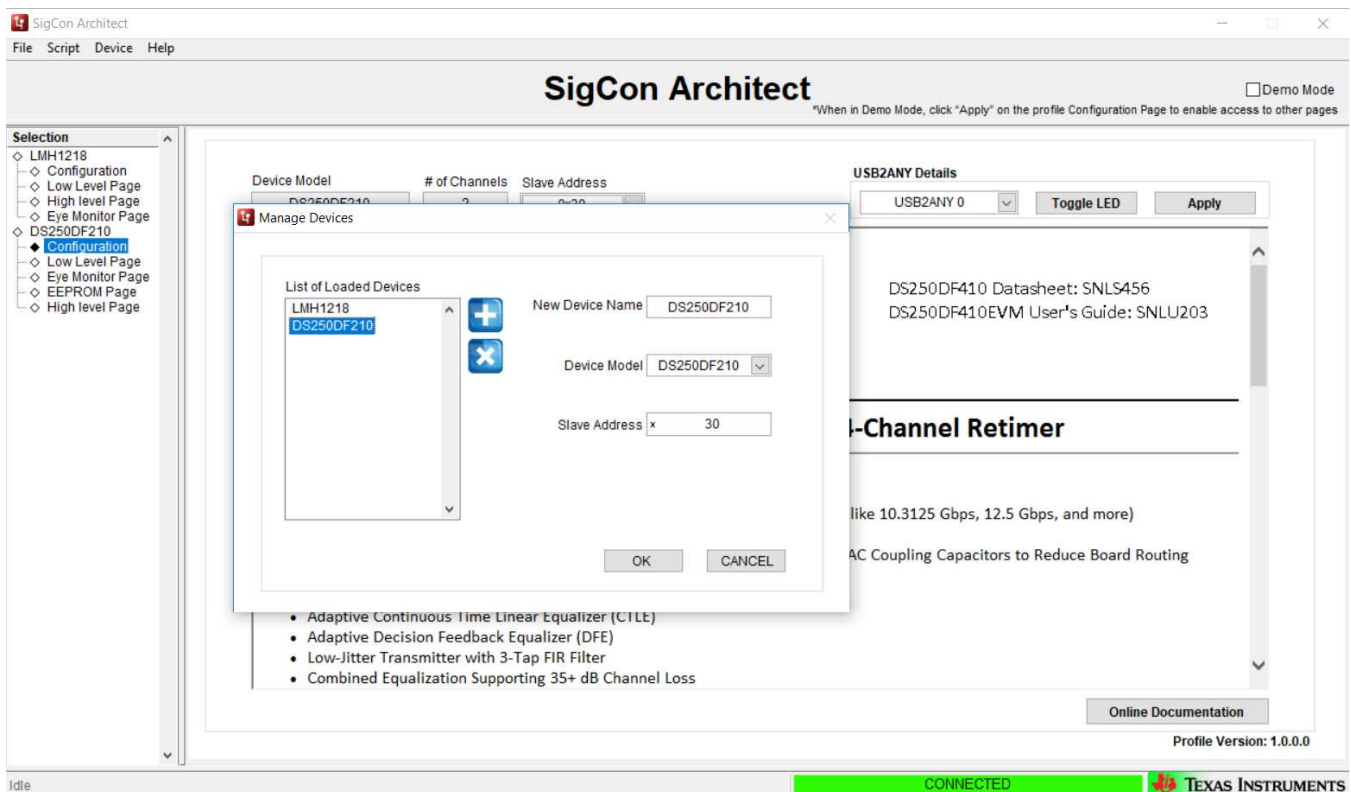 SigCon Architect
File Script Device Help
SigCon Architect
Demo Mode
*When in Demo Mode, click "Apply" on the profile Configuration Page to enable access to other pages
Selection
LMH1218
Configuration
Low Level Page
High level Page
Eye Monitor Page
DS250DF210
Configuration
Low Level Page
Eye Monitor Page
EEPROM Page
High level Page
Device Model # of Channels Slave Address
DS250DF210 2 0x30
USB2ANY Details
USB2ANY 0 Toggle LED Apply
Manage Devices
List of Loaded Devices
LMH1218
DS250DF210
New Device Name DS250DF210
Device Model DS250DF210
Slave Address x 30
OK CANCEL
DS250DF410 Datasheet: SNLS456
DS250DF410EVM User's Guide: SNLU203
-Channel Retimer
like 10.3125 Gbps, 12.5 Gbps, and more)
AC Coupling Capacitors to Reduce Board Routing
• Adaptive Continuous Time Linear Equalizer (CTLE)
• Adaptive Decision Feedback Equalizer (DFE)
• Low-Jitter Transmitter with 3-Tap FIR Filter
• Combined Equalization Supporting 35+ dB Channel Loss
Online Documentation
Profile Version: 1.0.0.0
Idle
CONNECTED
TEXAS INSTRUMENTS